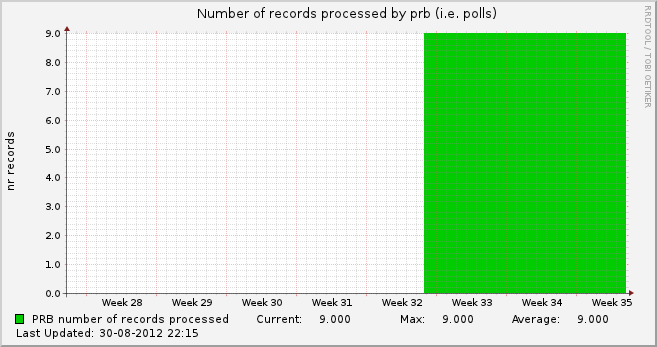 Number of records processed by prb (i.e. polls)
RRDTOOL / TOBI OETIKER
nr records
9.0
8.0
7.0
6.0
5.0
4.0
3.0
2.0
1.0
0.0
Week 28 Week 29 Week 30 Week 31 Week 32 Week 33 Week 34 Week 35
PRB number of records processed Current: 9.000 Max: 9.000 Average: 9.000
Last Updated: 30-08-2012 22:15